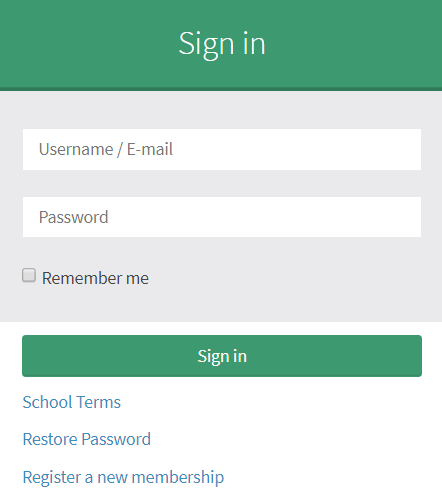 Sign in
Username / E-mail
Password
Remember me
Sign in
School Terms
Restore Password
Register a new membership